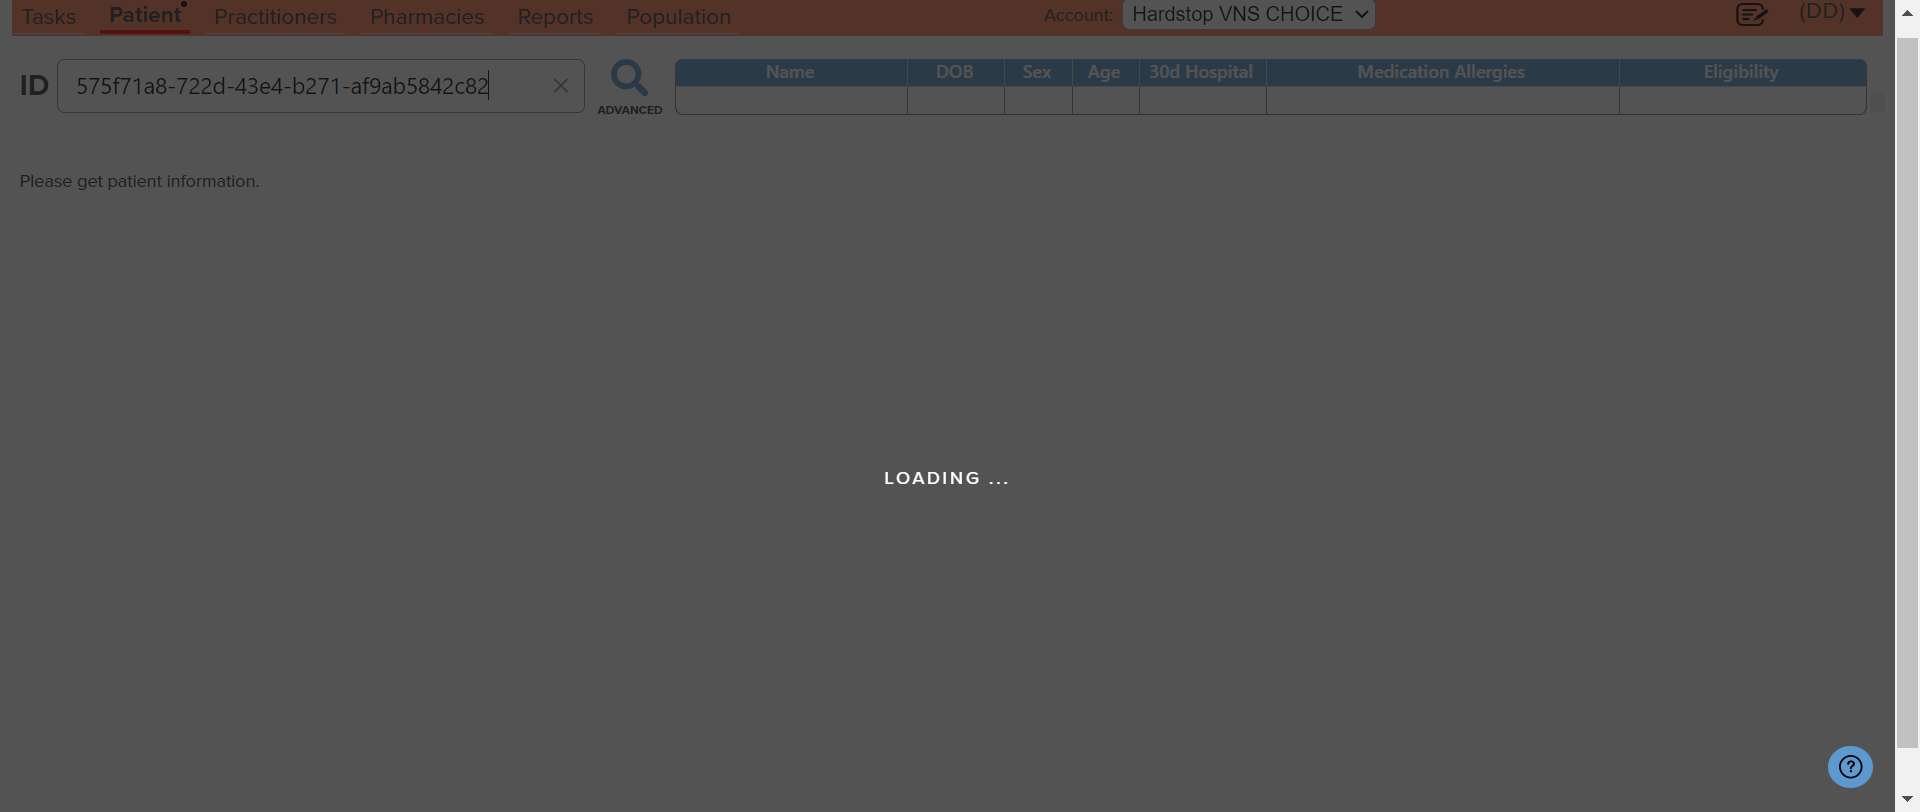 Tasks Patient Practitioners Pharmacies Reports Population Account: Hardstop VNS CHOICE (DD)
ID 575f71a8-722d-43e4-b271-af9ab5842c82 ADVANCED
Name DOB Sex Age 30d Hospital Medication Allergies Eligibility
Please get patient information.
LOADING ...
?